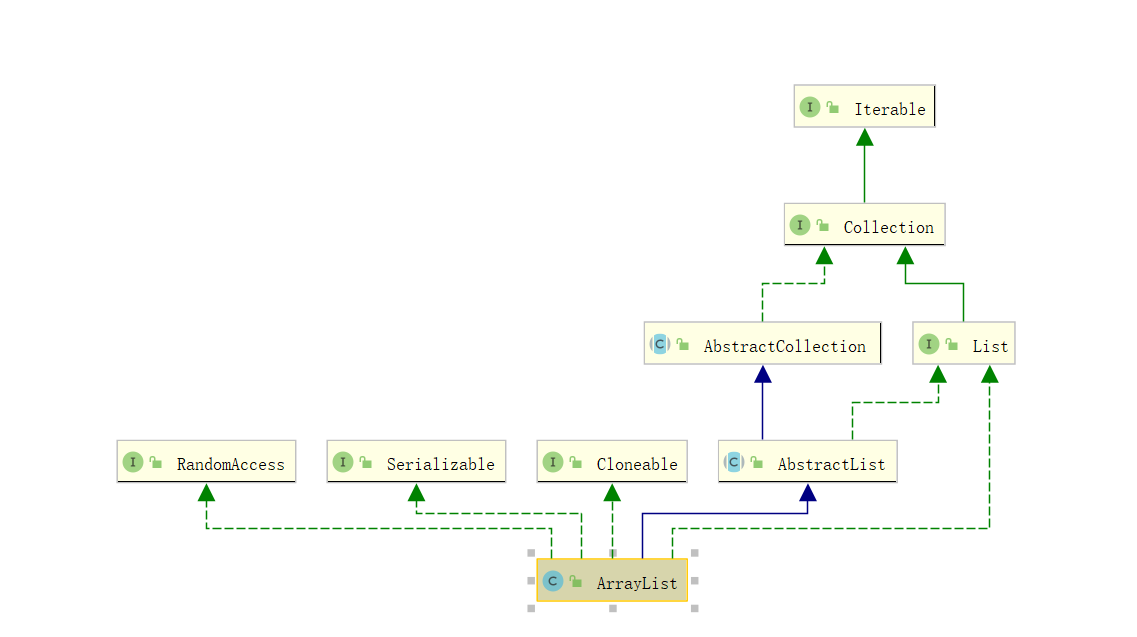 I Iterable
I Collection
C AbstractCollection
I List
I RandomAccess
I Serializable
I Cloneable
C AbstractList
C ArrayList